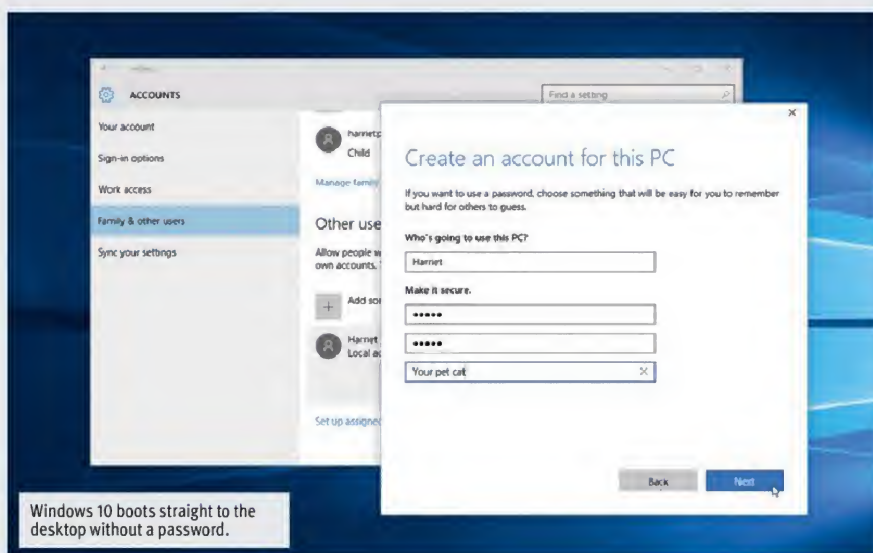 ACCOUNTS
Find a setting
Your account
Sign-in options
Work access
Family & other users
Sync your settings
Child
Manage family
Other use
Allow people w
own accounts.
Add so
Local ac
Set up assigned
Create an account for this PC
If you want to use a password, choose something that will be easy for you to remember
but hard for others to guess.
Who's going to use this PC?
Harriet
Make it secure.
•••••
•••••
Your pet cat
Back
Next
Windows 10 boots straight to the
desktop without a password.